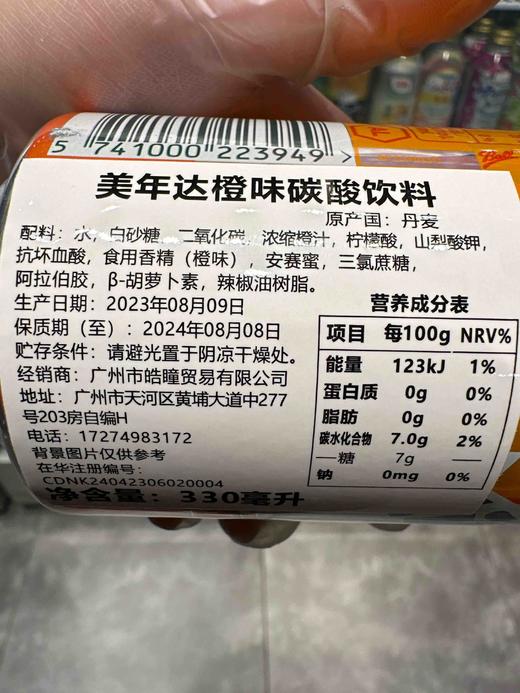 5 741000 223949 >
美年达橙味碳酸饮料
原产国：丹麦
配料：水，白砂糖，二氧化碳，浓缩橙汁，柠檬酸，山梨酸钾，
抗坏血酸，食用香精（橙味），安赛蜜，三氯蔗糖，
阿拉伯胶，β-胡萝卜素，辣椒油树脂。
生产日期：2023年08月09日
保质期（至）：2024年08月08日
贮存条件：请避光置于阴凉干燥处。
经销商：广州市皓瞳贸易有限公司
地址：广州市天河区黄埔大道中277
号203房自编H
电话：17274983172
背景图片仅供参考
在华注册编号：
CDNK24042306020004
净含量：330毫升
营养成分表
项目 每100g NRV%
能量 123kJ 1%
蛋白质 0g 0%
脂肪 0g 0%
碳水化合物 7.0g 2%
—糖 7g
钠 0mg 0%
Ball